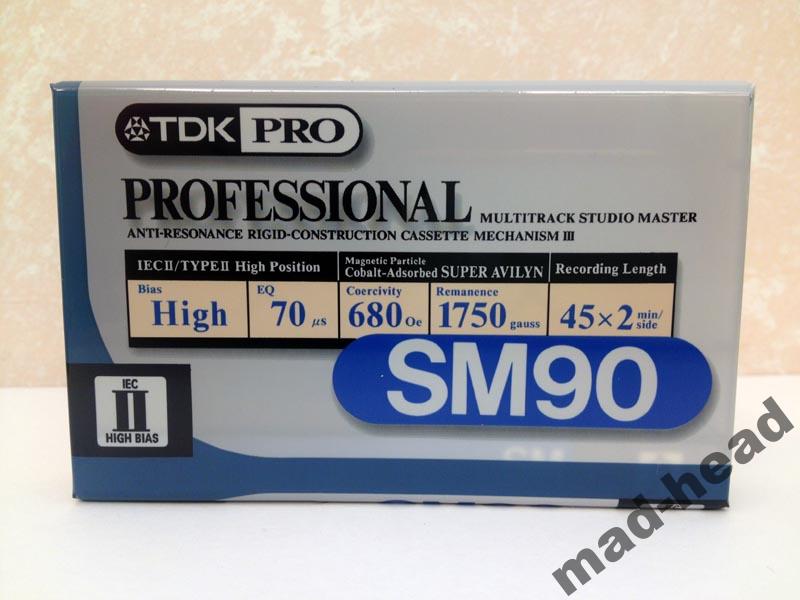 TDK PRO
PROFESSIONAL MULTITRACK STUDIO MASTER
ANTI-RESONANCE RIGID-CONSTRUCTION CASSETTE MECHANISM III
IECII/TYPEII High Position
Magnetic Particle
Cobalt-Adsorbed SUPER AVILYN
Recording Length
Bias
High
EQ
70 μs
Coercivity
680 Oe
Remanence
1750 gauss
45×2 min/side
SM90
IEC
II
HIGH BIAS
mad-head